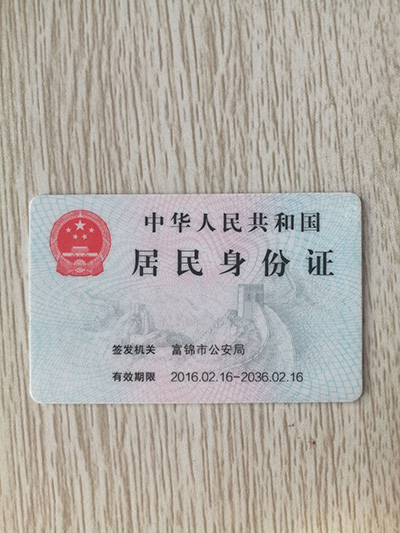 中华人民共和国
居民身份证
签发机关 富锦市公安局
有效期限 2016.02.16-2036.02.16